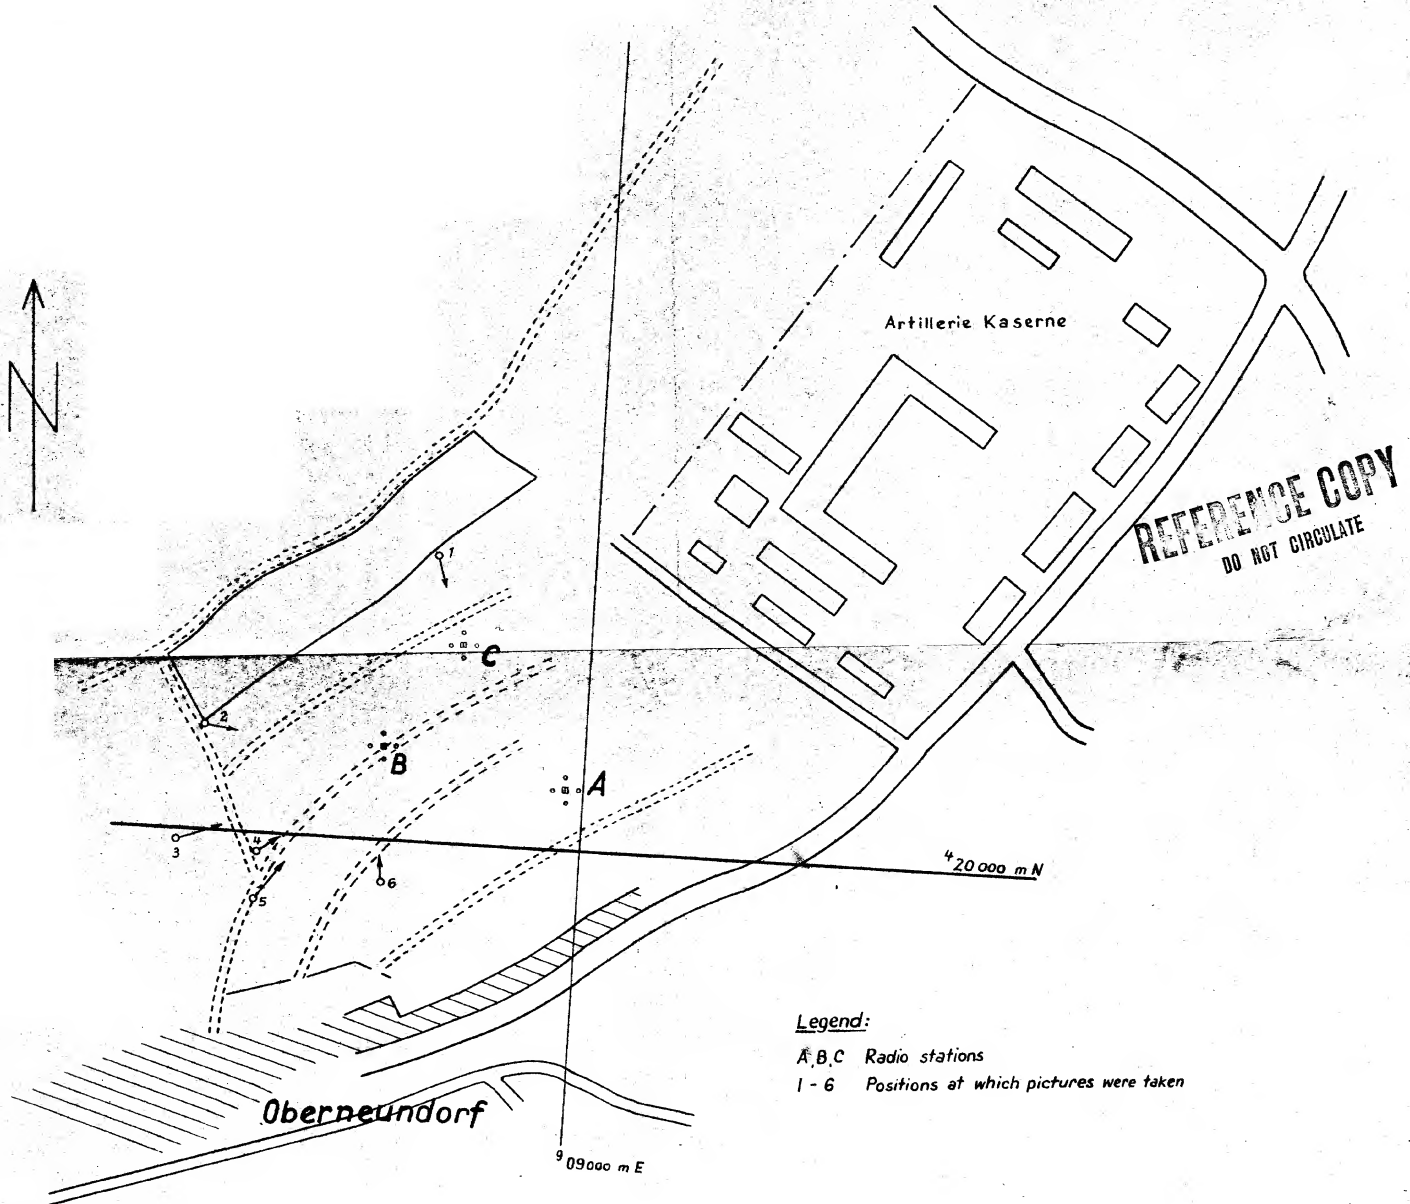 N
Artillerie Kaserne
REFERENCE COPY
DO NOT CIRCULATE
1
C
2
B
A
3
4
5
6
⁴20 000 m N
Legend:
A, B, C Radio stations
1 - 6 Positions at which pictures were taken
Oberneundorf
⁹09000 m E